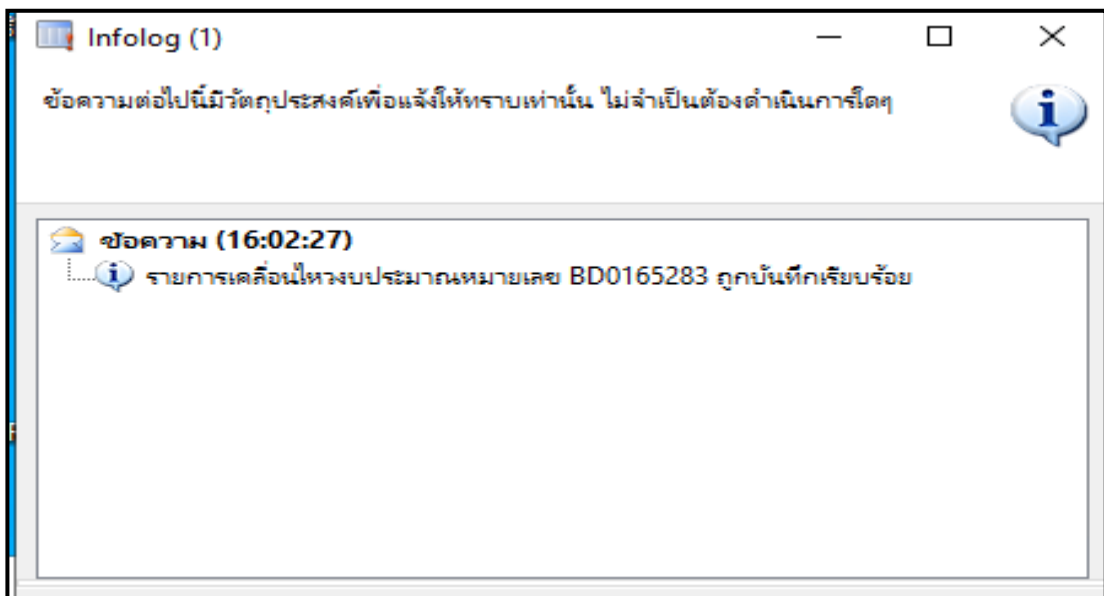 Infolog (1)
ข้อความต่อไปนี้มีวัตถุประสงค์เพื่อแจ้งให้ทราบเท่านั้น ไม่จำเป็นต้องดำเนินการใดๆ
ข้อความ (16:02:27)
รายการเคลื่อนไหวงบประมาณหมายเลข BD0165283 ถูกบันทึกเรียบร้อย